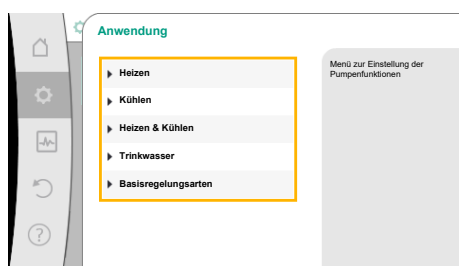 Anwendung
Heizen
Kühlen
Heizen & Kühlen
Trinkwasser
Basisregelungsarten
Menü zur Einstellung der
Pumpenfunktionen
?